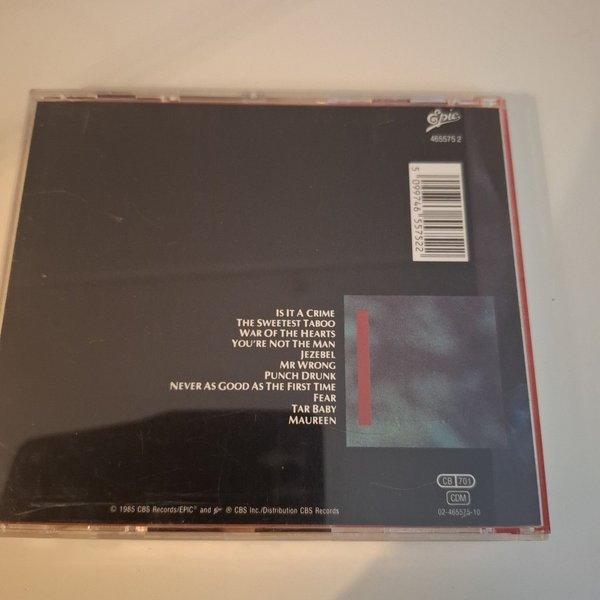 Epic
465575 2
5 099746 557522
IS IT A CRIME
THE SWEETEST TABOO
WAR OF THE HEARTS
YOU'RE NOT THE MAN
JEZEBEL
MR WRONG
PUNCH DRUNK
NEVER AS GOOD AS THE FIRST TIME
FEAR
TAR BABY
MAUREEN
CB 701
CDM
02-465575-10
© 1985 CBS Records/EPIC® and ® CBS Inc./Distribution CBS Records